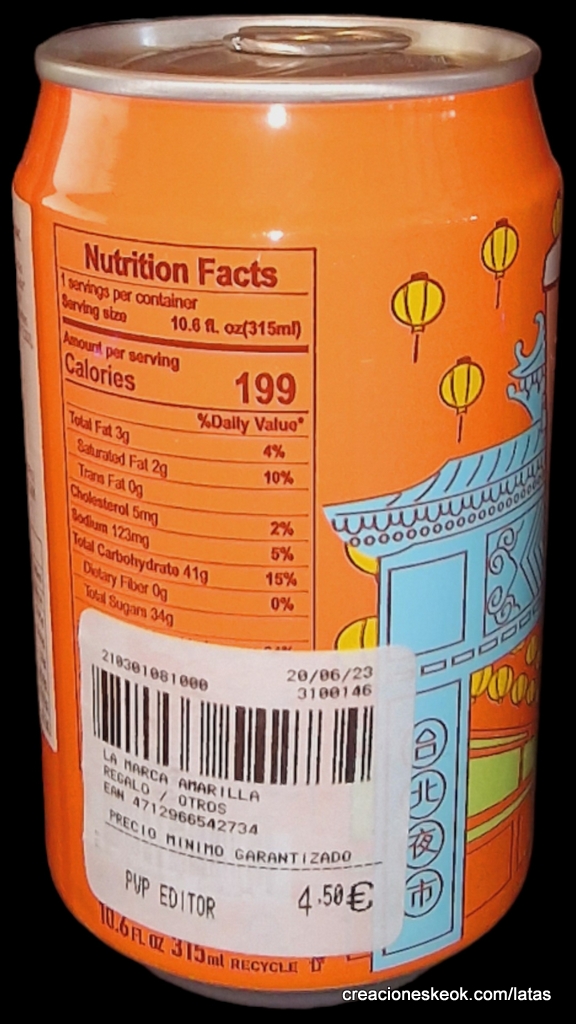 Nutrition Facts
1 servings per container
Serving size 10.6 fl. oz(315ml)
Amount per serving
Calories 199
%Daily Value*
Total Fat 3g 4%
Saturated Fat 2g 10%
Trans Fat 0g
Cholesterol 5mg 2%
Sodium 123mg 5%
Total Carbohydrate 41g 15%
Dietary Fiber 0g 0%
Total Sugars 34g
210301081000 20/06/23
3100146
LA MARCA AMARILLA
REGALO / OTROS
EAN 4712966542734
PRECIO MINIMO GARANTIZADO
PVP EDITOR 4.50€
10.6 FL OZ 315ml RECYCLE
台
北
夜
市
creacioneskeok.com/latas